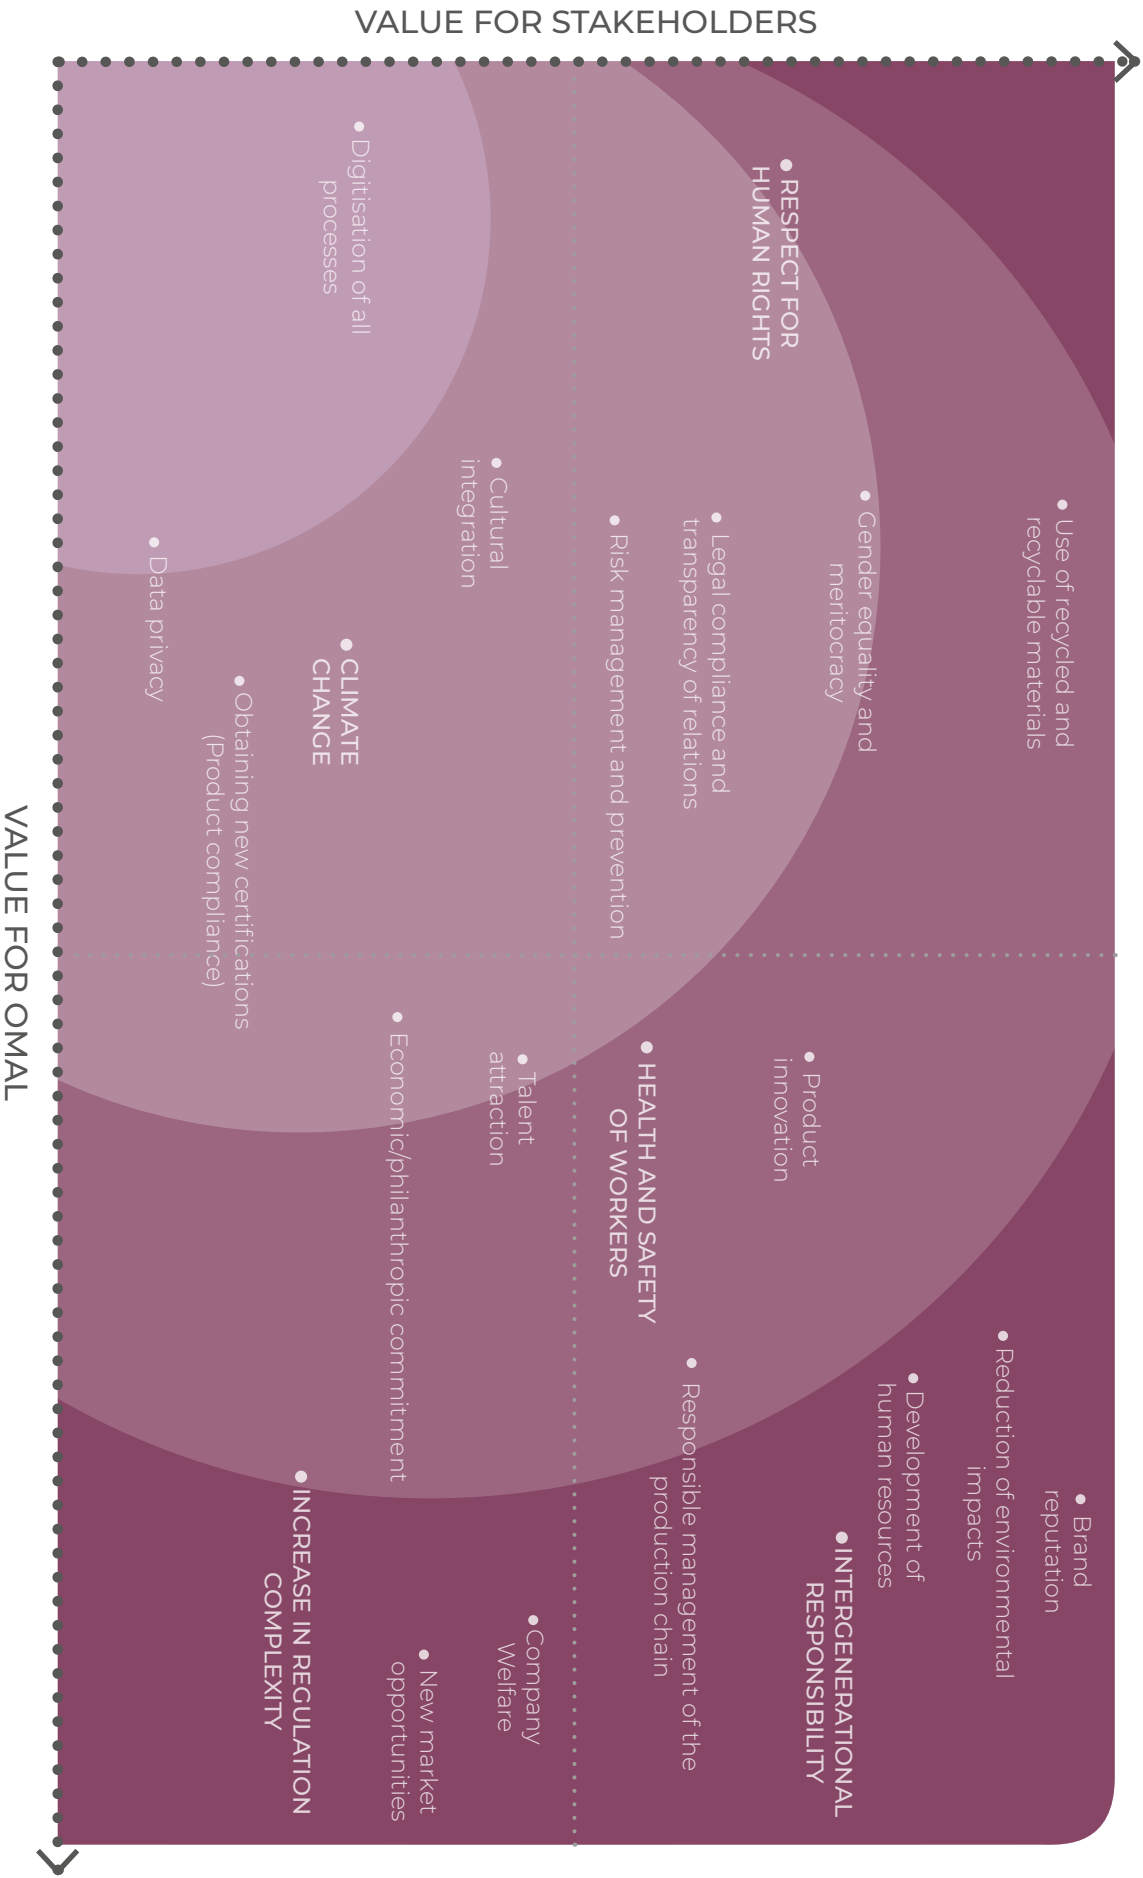 VALUE FOR STAKEHOLDERS
Brand
reputation
Use of recycled and
recyclable materials
Reduction of environmental
impacts
Development of
human resources
Gender equality and
meritocracy
INTERGENERATIONAL
RESPONSIBILITY
Product
innovation
RESPECT FOR
HUMAN RIGHTS
Legal compliance and
transparency of relations
Responsible management of the
production chain
HEALTH AND SAFETY
OF WORKERS
Risk management and prevention
Company
Welfare
Talent
attraction
Cultural
integration
New market
opportunities
Economic/philanthropic commitment
Digitisation of all
processes
CLIMATE
CHANGE
INCREASE IN REGULATION
COMPLEXITY
Obtaining new certifications
(Product compliance)
Data privacy
VALUE FOR OMAL